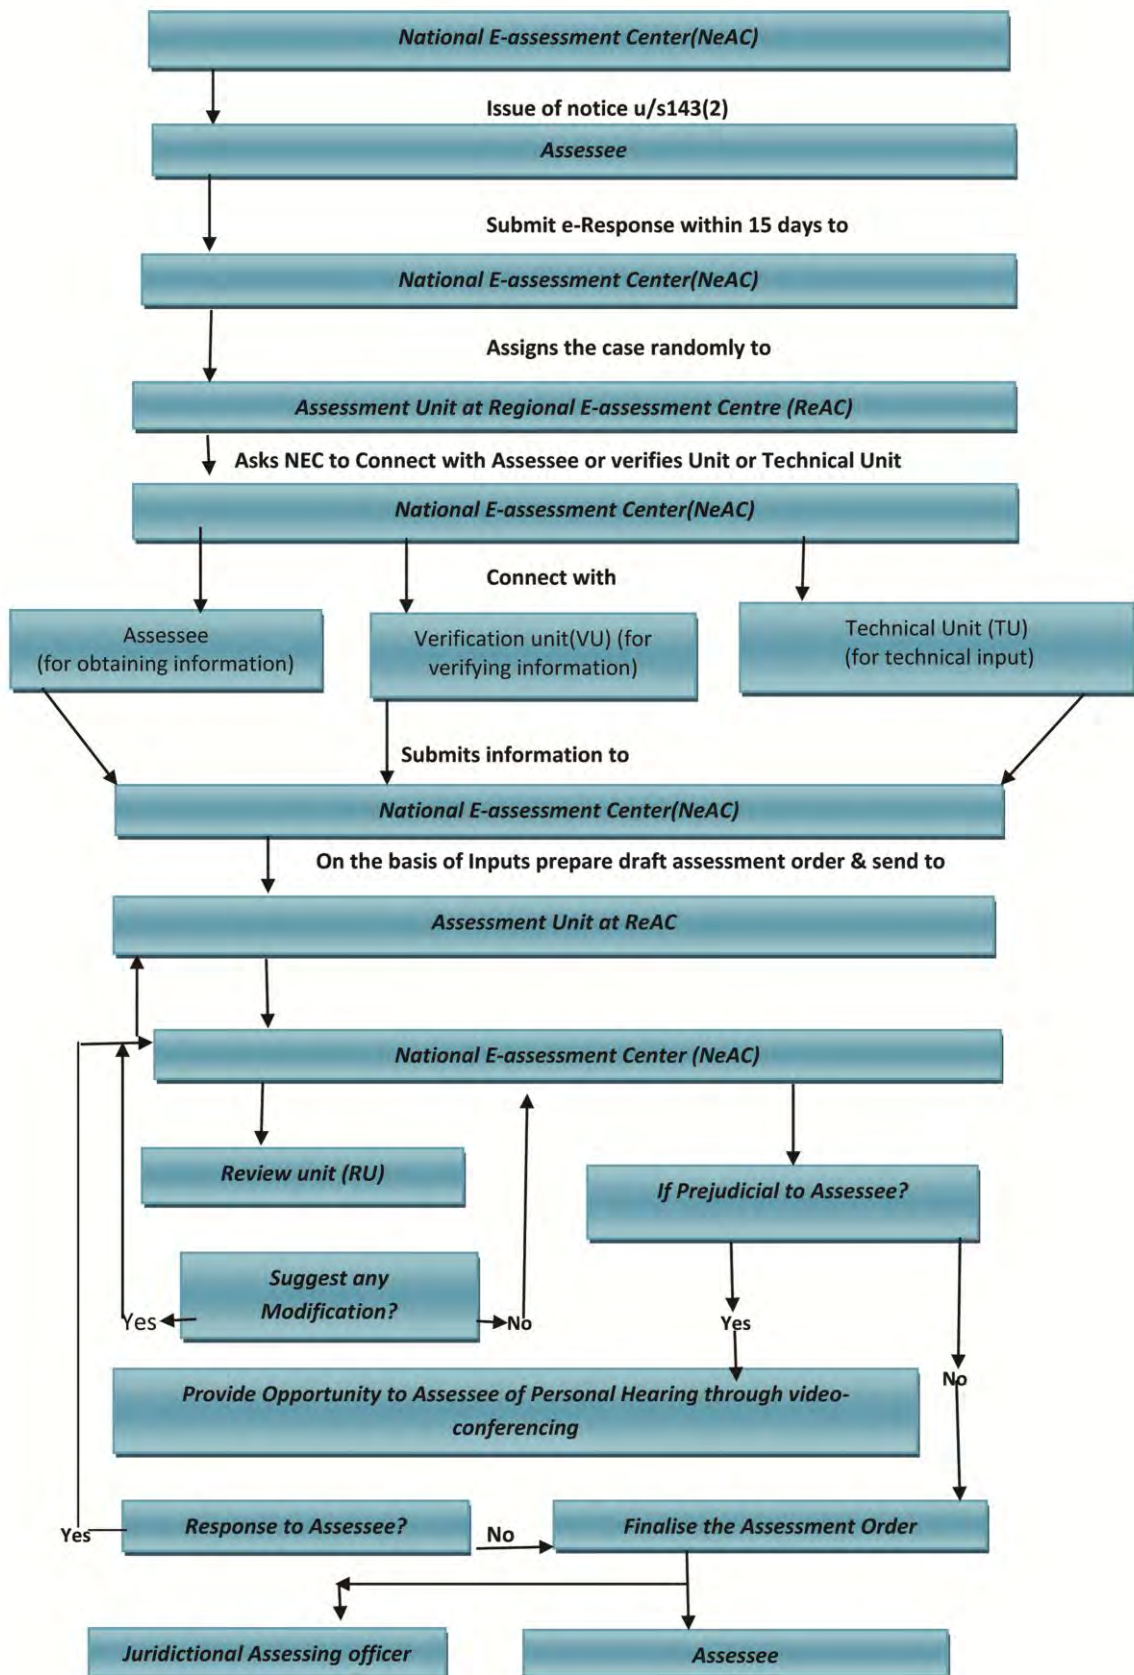 National E-assessment Center(NeAC)
Issue of notice u/s143(2)
Assessee
Submit e-Response within 15 days to
National E-assessment Center(NeAC)
Assigns the case randomly to
Assessment Unit at Regional E-assessment Centre (ReAC)
Asks NEC to Connect with Assessee or verifies Unit or Technical Unit
National E-assessment Center(NeAC)
Connect with
Assessee
(for obtaining information)
Verification unit(VU) (for
verifying information)
Technical Unit (TU)
(for technical input)
Submits information to
National E-assessment Center(NeAC)
On the basis of Inputs prepare draft assessment order & send to
Assessment Unit at ReAC
National E-assessment Center (NeAC)
Review unit (RU)
If Prejudicial to Assessee?
Suggest any
Modification?
Yes
No
Yes
No
Provide Opportunity to Assessee of Personal Hearing through video-
conferencing
Yes
Response to Assessee?
No
Finalise the Assessment Order
Juridictional Assessing officer
Assessee